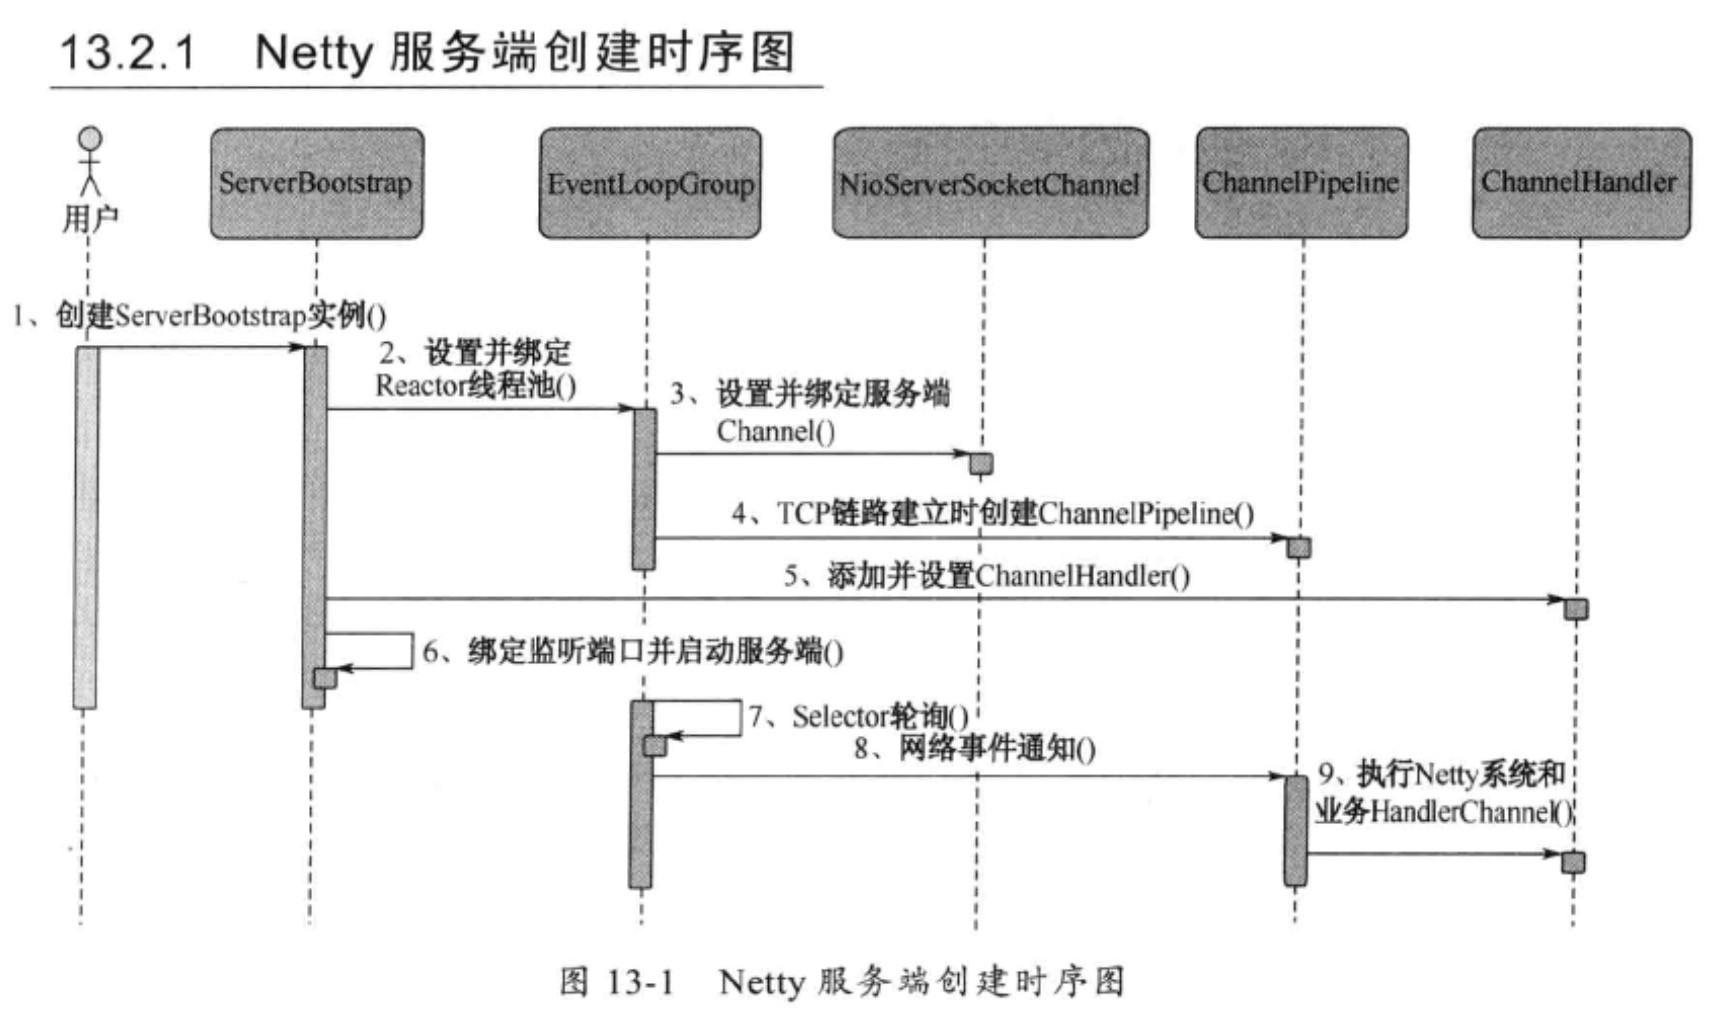 13.2.1 Netty 服务端创建时序图
用户
ServerBootstrap
EventLoopGroup
NioServerSocketChannel
ChannelPipeline
ChannelHandler
1、创建ServerBootstrap实例()
2、设置并绑定
Reactor线程池()
3、设置并绑定服务端
Channel()
4、TCP链路建立时创建ChannelPipeline()
5、添加并设置ChannelHandler()
6、绑定监听端口并启动服务端()
7、Selector轮询()
8、网络事件通知()
9、执行Netty系统和
业务HandlerChannel()
图 13-1 Netty 服务端创建时序图